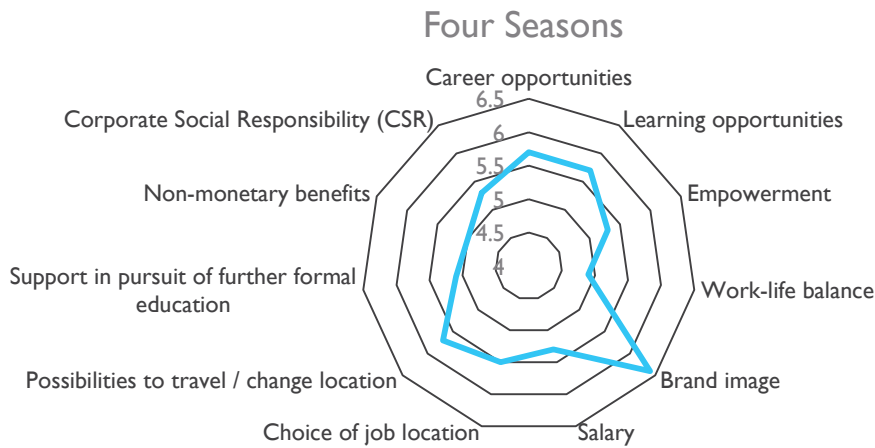 Four Seasons
Career opportunities
6.5
Corporate Social Responsibility (CSR)
Learning opportunities
6
5.5
Non-monetary benefits
Empowerment
5
4.5
4
Support in pursuit of further formal
education
Work-life balance
Possibilities to travel / change location
Brand image
Choice of job location
Salary